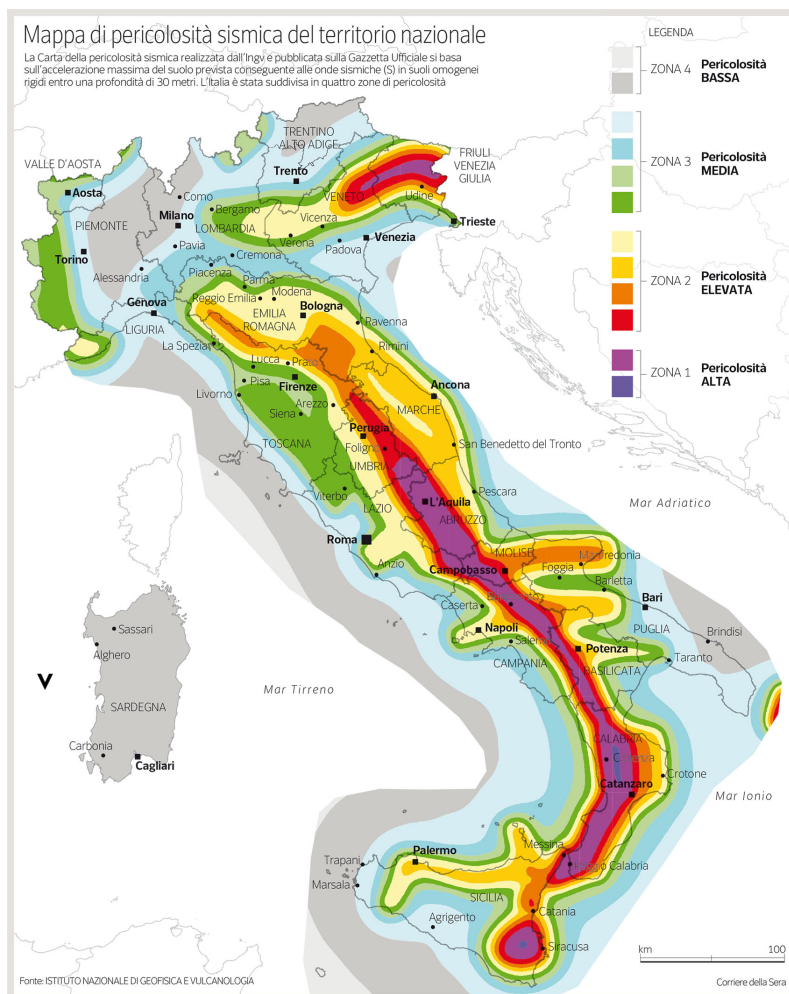 Mappa di pericolosità sismica del territorio nazionale
La Carta della pericolosità sismica realizzata dall'Ingv e pubblicata sulla Gazzetta Ufficiale si basa
sull'accelerazione massima del suolo prevista conseguente alle onde sismiche (S) in suoli omogenei
rigidi entro una profondità di 30 metri. L'Italia è stata suddivisa in quattro zone di pericolosità
LEGENDA
ZONA 4
Pericolosità
BASSA
ZONA 3
Pericolosità
MEDIA
ZONA 2
Pericolosità
ELEVATA
ZONA 1
Pericolosità
ALTA
TRENTINO
ALTO ADIGE
FRIULI
VENEZIA
GIULIA
VALLE D'AOSTA
Trento
Aosta
VENETO
Udine
Como
Bergamo
Milano
Vicenza
Trieste
PIEMONTE
LOMBARDIA
Verona
Venezia
Padova
Pavia
Torino
Cremona
Piacenza
Alessandria
Parma
Modena
Reggio Emilia
Genova
EMILIA
ROMAGNA
Bologna
LIGURIA
Ravenna
La Spezia
Rimini
Lucca
Prato
Pisa
Firenze
Ancona
Livorno
Arezzo
MARCHE
Siena
Perugia
TOSCANA
Foligno
San Benedetto del Tronto
UMBRIA
Viterbo
L'Aquila
Pescara
LAZIO
ABRUZZO
Mar Adriatico
Roma
MOLISE
Manfredonia
Campobasso
Foggia
Anzio
Barletta
Caserta
Bari
Napoli
PUGLIA
Salerno
Brindisi
Potenza
CAMPANIA
Taranto
BASILICATA
Sassari
Alghero
Mar Tirreno
SARDEGNA
CALABRIA
Carbonia
Cagliari
Cosenza
Crotone
Catanzaro
Mar Ionio
Messina
Palermo
Trapani
Reggio Calabria
Marsala
SICILIA
Catania
Agrigento
Siracusa
km
100
Fonte: ISTITUTO NAZIONALE DI GEOFISICA E VULCANOLOGIA
Corriere della Sera